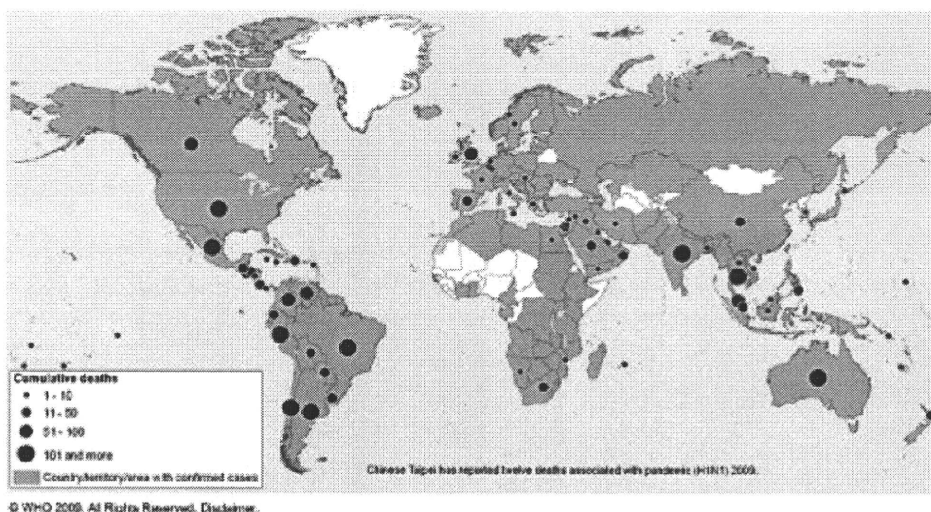 Cumulative deaths
1 - 10
11 - 50
51 - 100
101 and more
Country/territory/area with confirmed cases
Chinese Taipei has reported twelve deaths associated with pandemic (H1N1) 2009.
© WHO 2009. All Rights Reserved. Disclaimer.